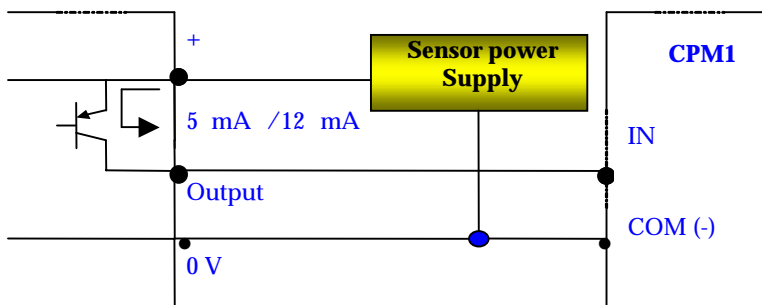 +
Sensor power
Supply
CPM1
5 mA /12 mA
IN
Output
COM (-)
0 V